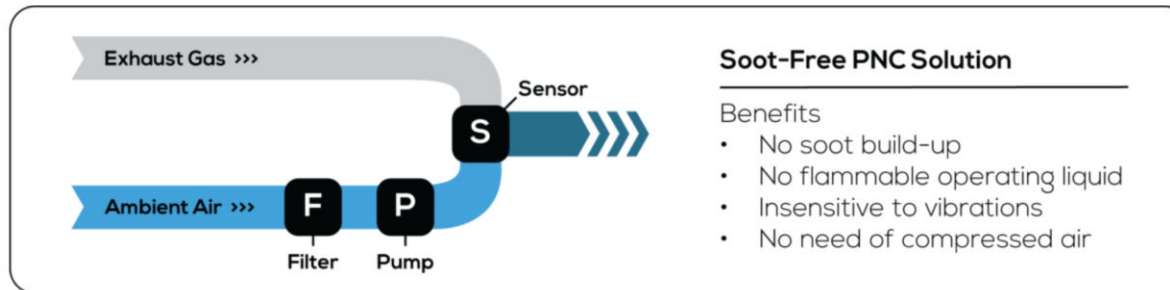 Exhaust Gas >>>
Sensor
S
Ambient Air >>>
F
P
Filter
Pump
Soot-Free PNC Solution
Benefits
• No soot build-up
• No flammable operating liquid
• Insensitive to vibrations
• No need of compressed air